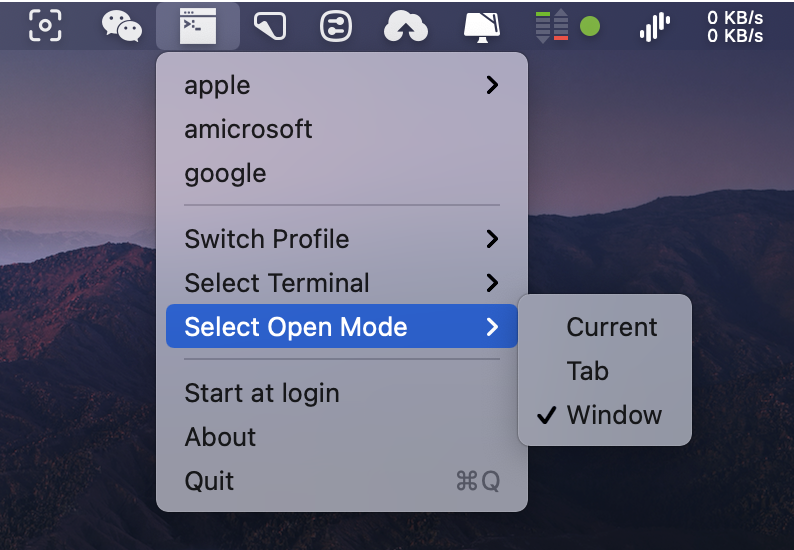 0 KB/s
0 KB/s
apple
amicrosoft
google
Switch Profile
Select Terminal
Select Open Mode
Current
Tab
Window
Start at login
About
Quit ⌘Q